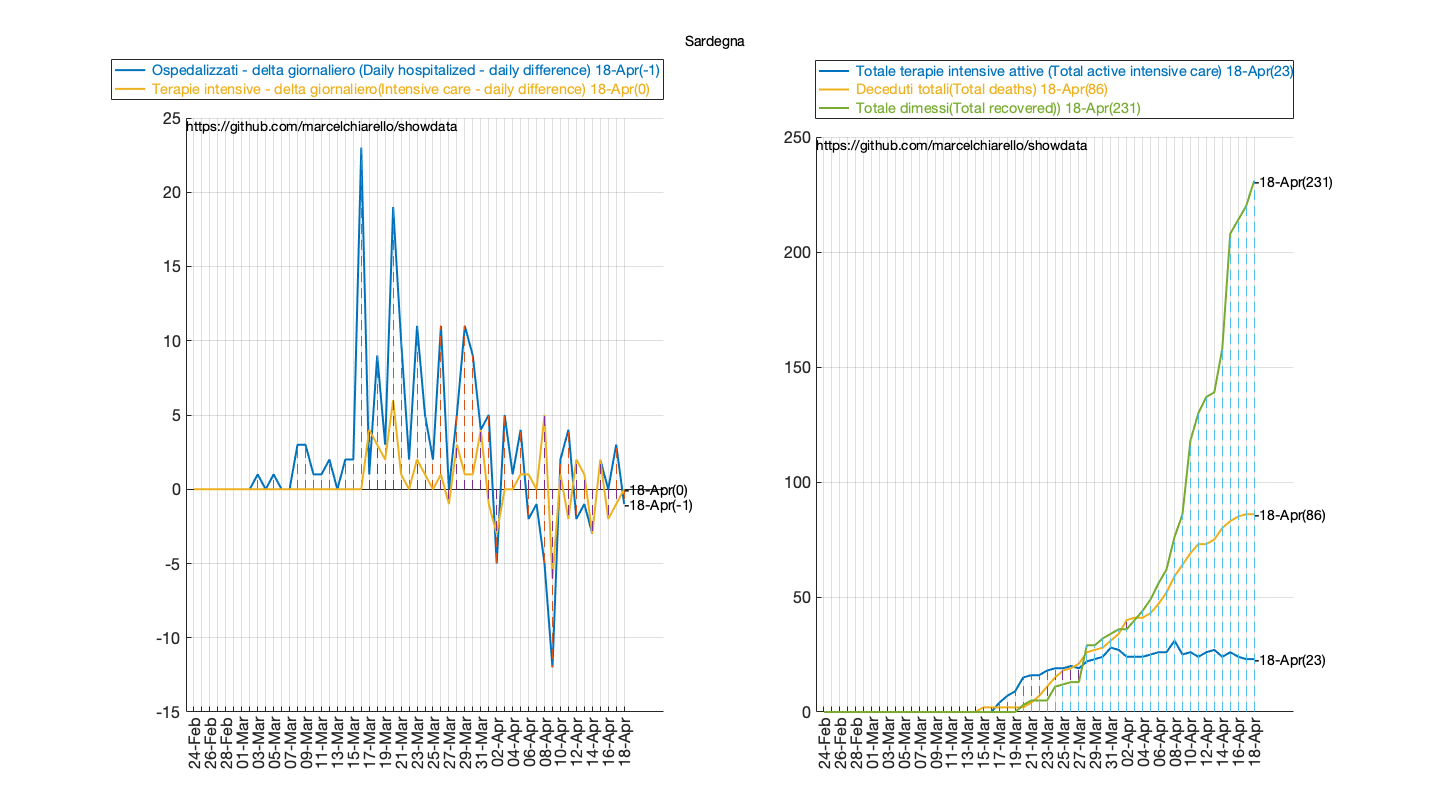 Sardegna
Ospedalizzati - delta giornaliero (Daily hospitalized - daily difference) 18-Apr(-1)
Terapie intensive - delta giornaliero(Intensive care - daily difference) 18-Apr(0)
https://github.com/marcelchiarello/showdata
25
20
15
10
5
0
-5
-10
-15
18-Apr(0)
18-Apr(-1)
24-Feb
26-Feb
28-Feb
01-Mar
03-Mar
05-Mar
07-Mar
09-Mar
11-Mar
13-Mar
15-Mar
17-Mar
19-Mar
21-Mar
23-Mar
25-Mar
27-Mar
29-Mar
31-Mar
02-Apr
04-Apr
06-Apr
08-Apr
10-Apr
12-Apr
14-Apr
16-Apr
18-Apr
Totale terapie intensive attive (Total active intensive care) 18-Apr(23)
Deceduti totali(Total deaths) 18-Apr(86)
Totale dimessi(Total recovered)) 18-Apr(231)
https://github.com/marcelchiarello/showdata
250
200
150
100
50
0
18-Apr(231)
18-Apr(86)
18-Apr(23)
24-Feb
26-Feb
28-Feb
01-Mar
03-Mar
05-Mar
07-Mar
09-Mar
11-Mar
13-Mar
15-Mar
17-Mar
19-Mar
21-Mar
23-Mar
25-Mar
27-Mar
29-Mar
31-Mar
02-Apr
04-Apr
06-Apr
08-Apr
10-Apr
12-Apr
14-Apr
16-Apr
18-Apr